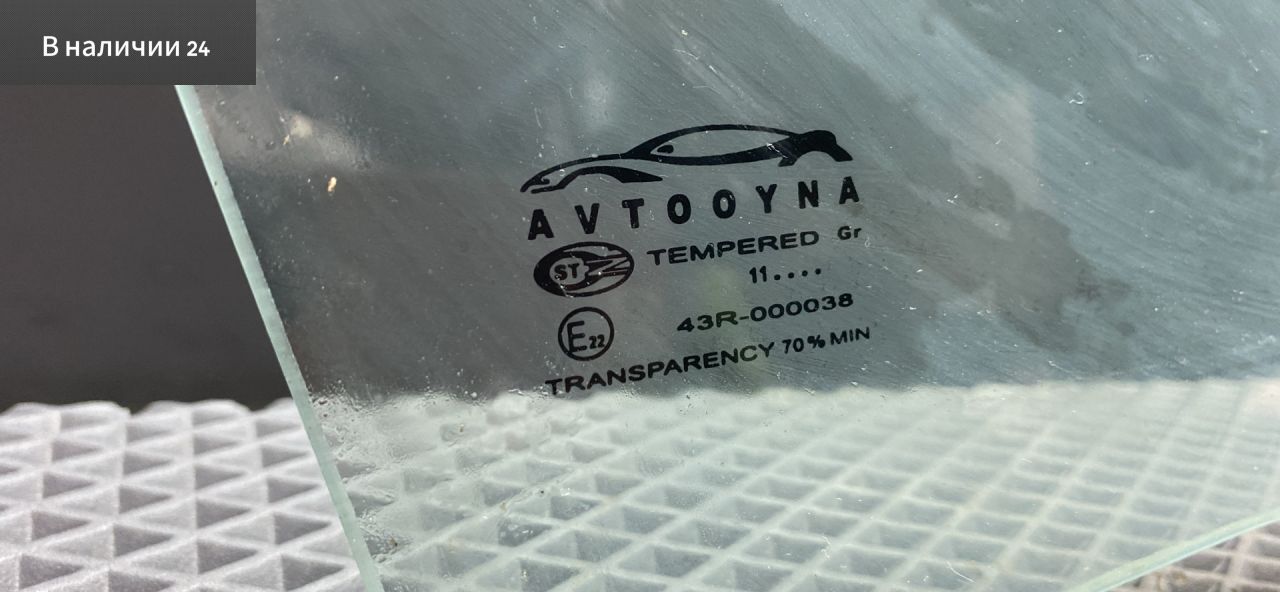 В наличии 24
AVTOOYNA
ST TEMPERED Gr
11....
E22 43R-000038
TRANSPARENCY 70% MIN